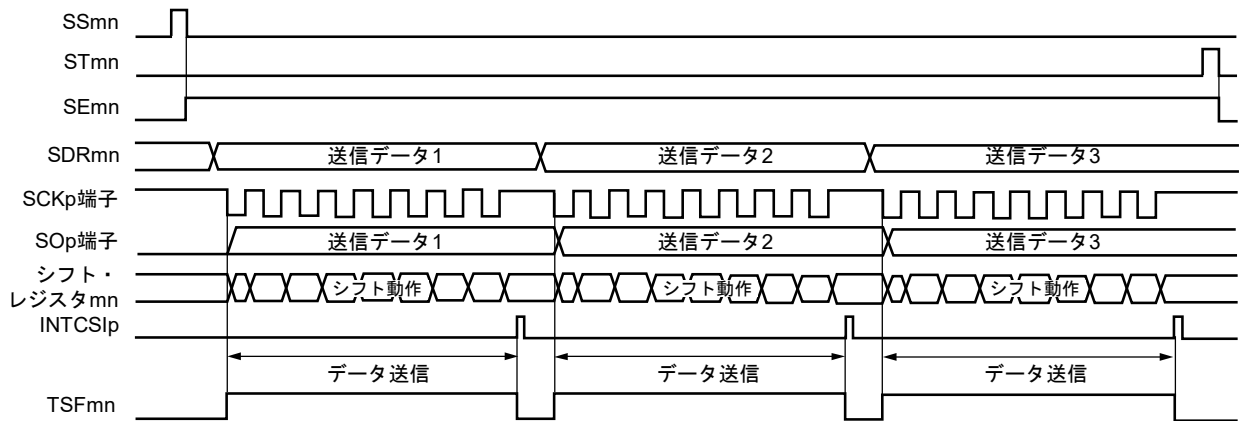 SSmn
STmn
SEmn
SDRmn 送信データ1 送信データ2 送信データ3
SCKp端子
SOp端子 送信データ1 送信データ2 送信データ3
シフト・
レジスタmn シフト動作 シフト動作 シフト動作
INTCSIp
データ送信 データ送信 データ送信
TSFmn